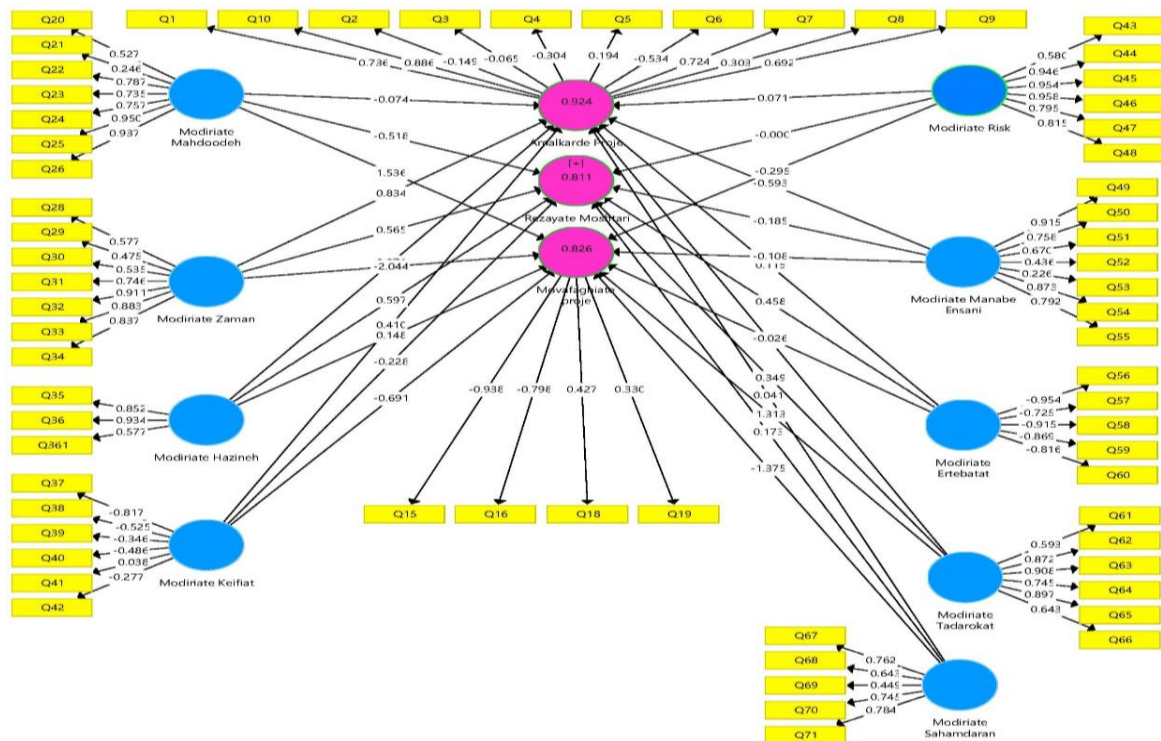 Q1
Q10
Q2
Q3
Q4
Q5
Q6
Q7
Q8
Q9
0.736
0.886
-0.149
-0.065
-0.304
0.194
-0.534
0.724
0.303
0.692
Q20
Q21
Q22
Q23
Q24
Q25
Q26
0.527
0.246
0.787
0.735
0.757
0.950
0.937
Modiriate
Mahdoodeh
Q28
Q29
Q30
Q31
Q32
Q33
Q34
0.577
0.475
0.535
0.746
0.911
0.883
0.837
Modiriate Zaman
Q35
Q36
Q361
0.852
0.934
0.577
Modiriate Hazineh
Q37
Q38
Q39
Q40
Q41
Q42
-0.817
-0.525
-0.346
-0.486
0.038
-0.277
Modiriate Keifiat
0.924
Amalkarde Proje
[+]
0.811
Rezayate Moshtari
0.826
Movafaghiate
proje
-0.074
-0.518
1.536
0.834
0.565
-2.044
0.597
0.410
0.148
-0.228
-0.691
0.071
-0.000
-0.593
-0.295
-0.185
-0.108
0.115
0.458
-0.026
0.349
0.041
1.313
0.173
-1.375
-0.938
-0.798
0.427
0.330
Q15
Q16
Q18
Q19
Q43
Q44
Q45
Q46
Q47
Q48
0.580
0.946
0.954
0.958
0.795
0.815
Modiriate Risk
Q49
Q50
Q51
Q52
Q53
Q54
Q55
0.915
0.758
0.670
0.436
0.226
0.873
0.792
Modiriate Manabe
Ensani
Q56
Q57
Q58
Q59
Q60
-0.954
-0.725
-0.915
-0.869
-0.816
Modiriate
Ertebatat
Q61
Q62
Q63
Q64
Q65
Q66
0.593
0.872
0.908
0.745
0.897
0.643
Modiriate
Tadarokat
Q67
Q68
Q69
Q70
Q71
0.762
0.643
0.449
0.745
0.784
Modiriate
Sahamdaran